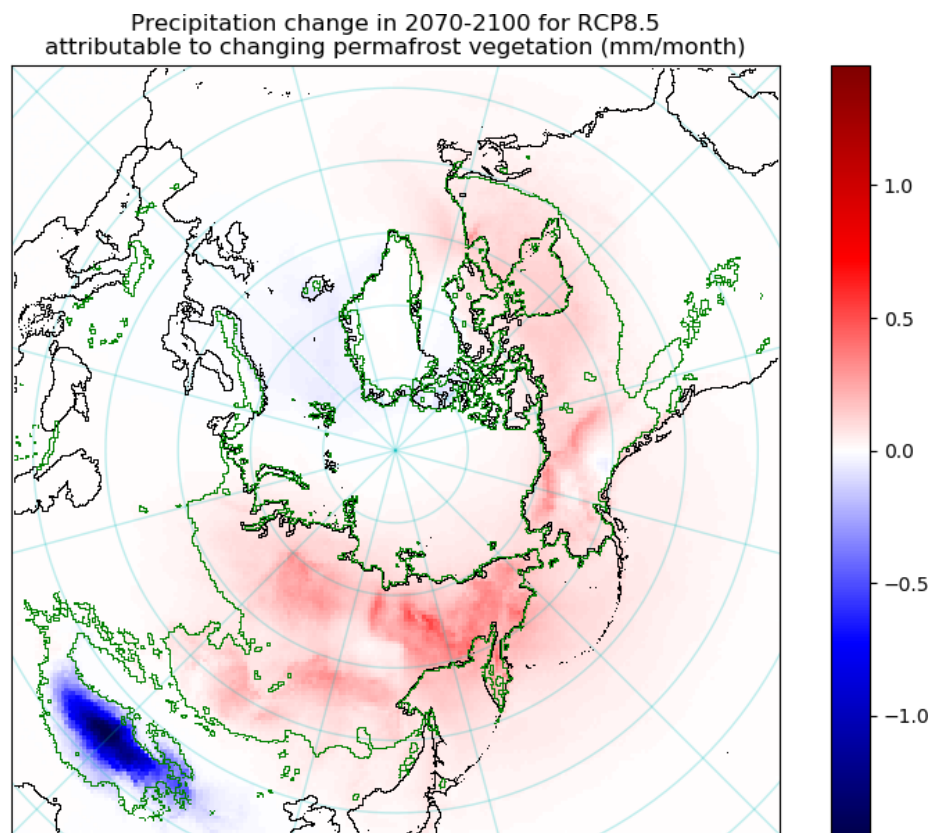 Precipitation change in 2070-2100 for RCP8.5
attributable to changing permafrost vegetation (mm/month)
1.0
0.5
0.0
−0.5
−1.0